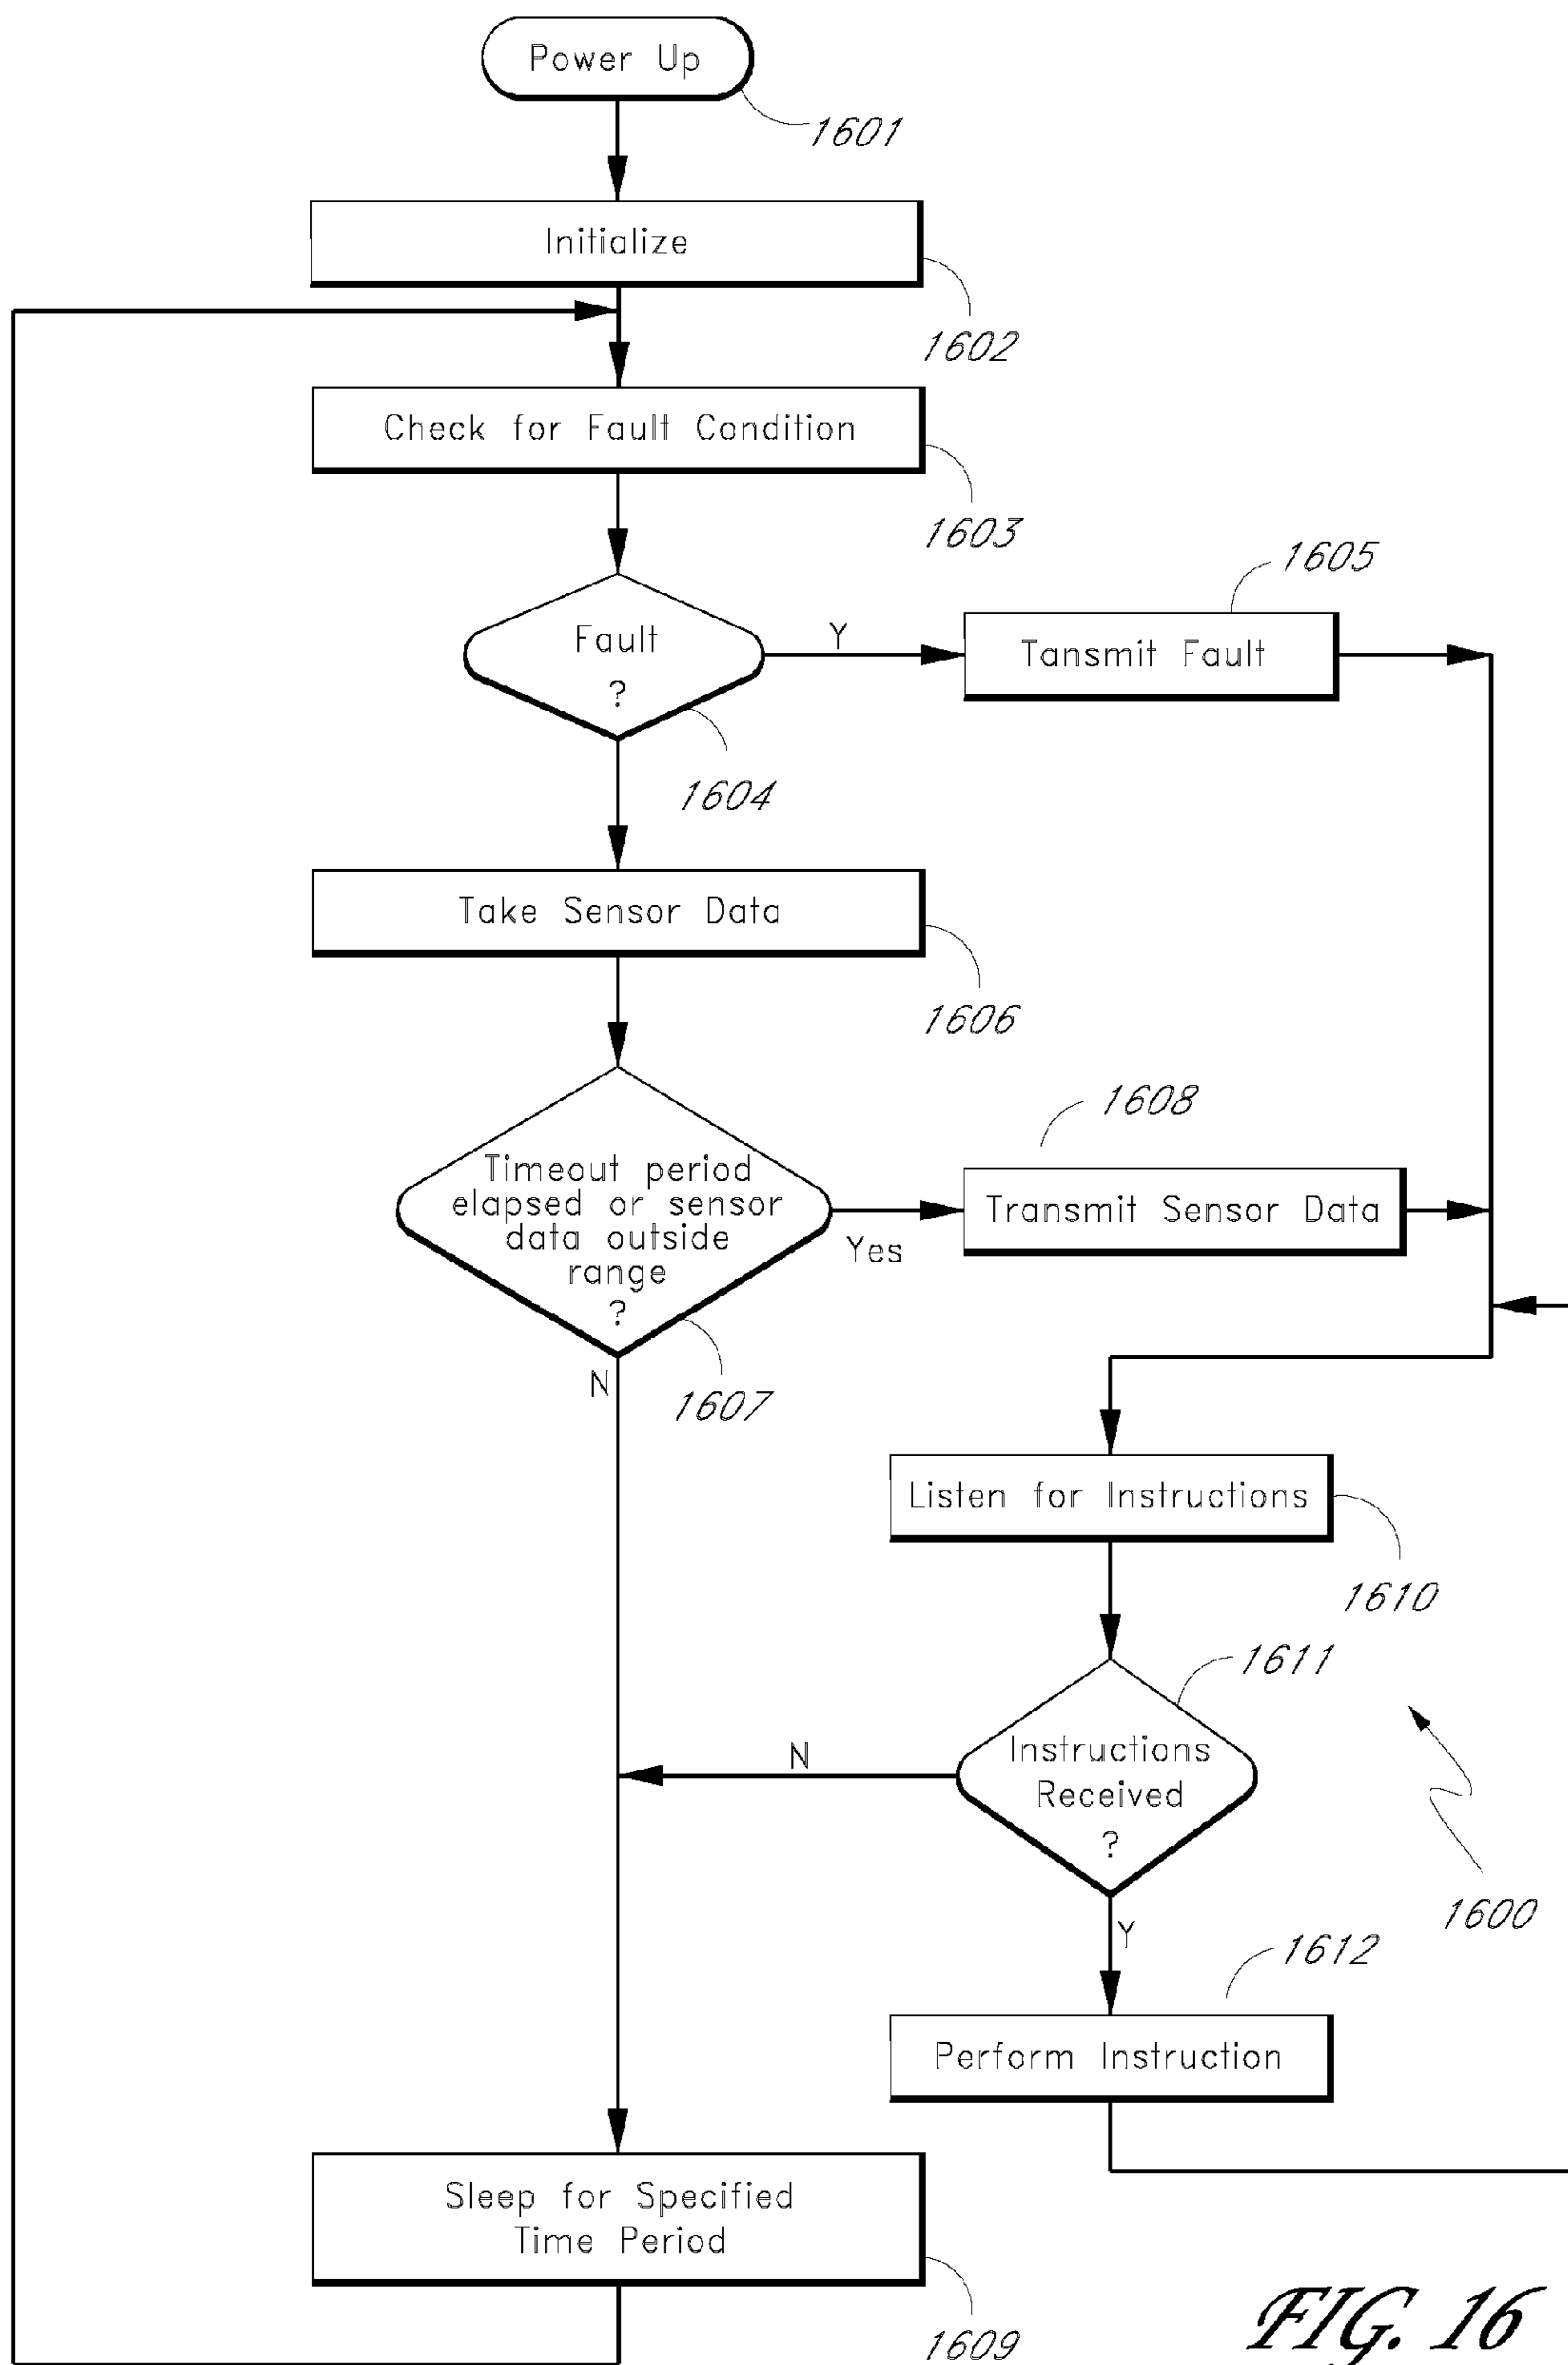 Power Up
1601
Initialize
1602
Check for Fault Condition
1603
Fault
?
1604
Y
Tansmit Fault
1605
Take Sensor Data
1606
Timeout period
elapsed or sensor
data outside
range
?
1607
Yes
Transmit Sensor Data
1608
N
Listen for Instructions
1610
Instructions
Received
?
1611
N
Y
1600
Perform Instruction
1612
Sleep for Specified
Time Period
1609
FIG. 16